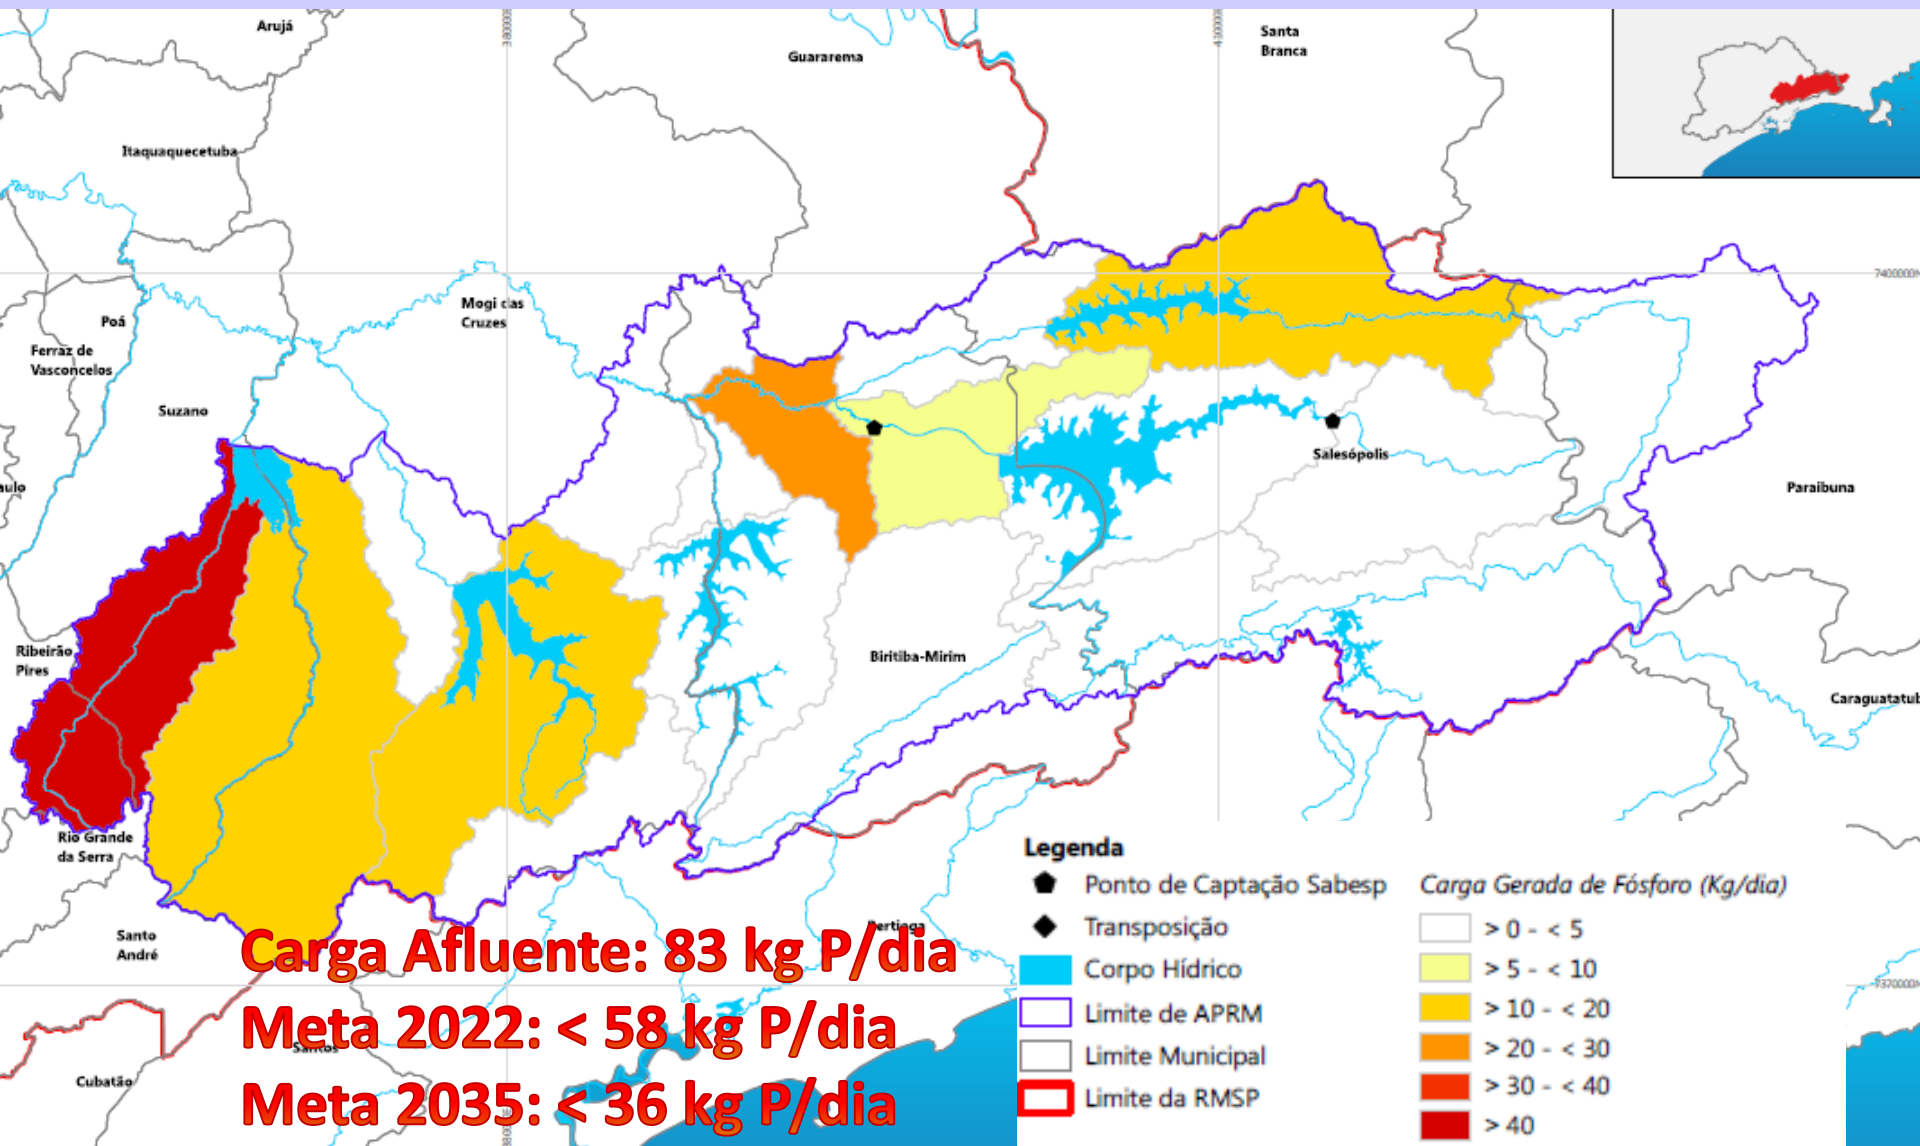 Arujá
Guararema
Santa
Branca
Itaquaquecetuba
7400000N
Mogi das
Cruzes
Poá
Ferraz de
Vasconcelos
Suzano
Salesópolis
Paraibuna
Ribeirão
Pires
Biritiba-Mirim
Rio Grande
da Serra
Santo
André
Bertioga
Santos
Cubatão
7370000N
Carga Afluente: 83 kg P/dia
Meta 2022: < 58 kg P/dia
Meta 2035: < 36 kg P/dia
Legenda
Ponto de Captação Sabesp
Transposição
Corpo Hídrico
Limite de APRM
Limite Municipal
Limite da RMSP
Carga Gerada de Fósforo (Kg/dia)
> 0 - < 5
> 5 - < 10
> 10 - < 20
> 20 - < 30
> 30 - < 40
> 40